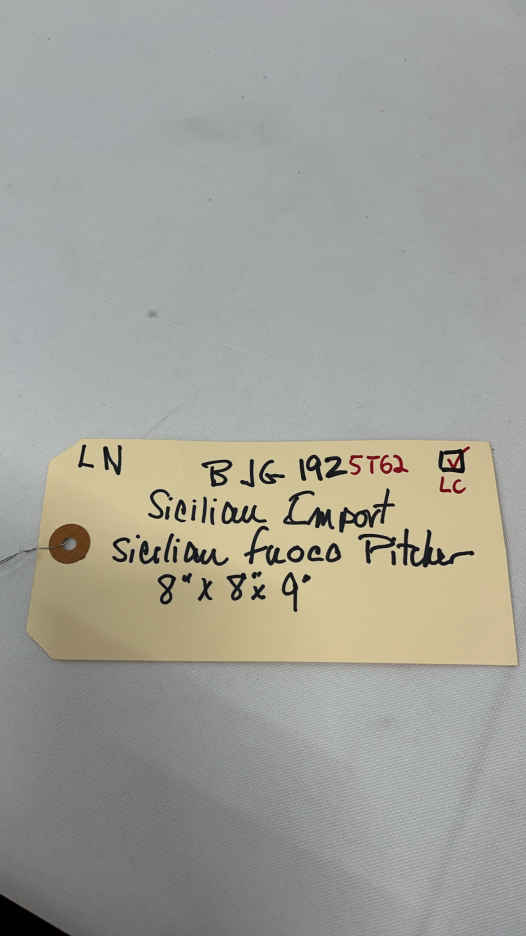 LN
BJG 1925T62 ☑
LC
Sicilian Import
Sicilian fuoco Pitcher
8" x 8" x 9"